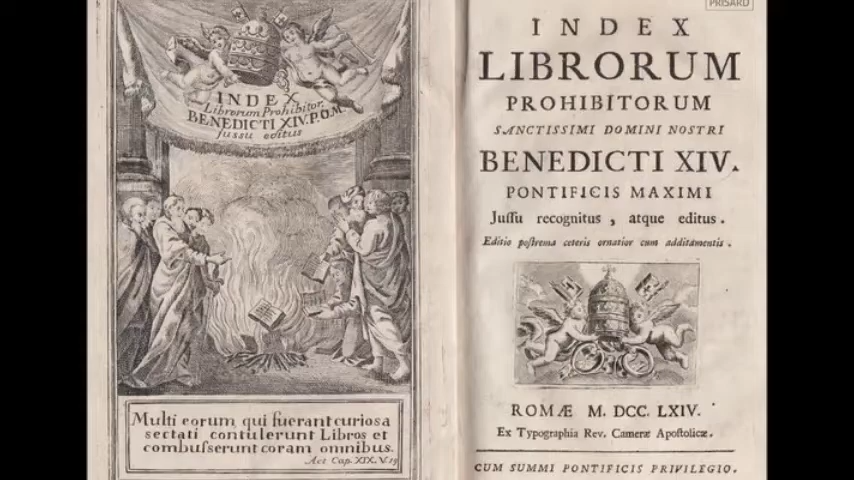 INDEX
Librorum Prohibitor.
BENEDICTI XIV. P.O.M.
jussu editus
Multi eorum, qui fuerant curiosa
sectati contulerunt Libros et
combusserunt coram omnibus.
Act Cap. XIX. V. 19
PRISARD
INDEX
LIBRORUM
PROHIBITORUM
SANCTISSIMI DOMINI NOSTRI
BENEDICTI XIV.
PONTIFICIS MAXIMI
Juſſu recognitus, atque editus.
Editio poſtrema ceteris ornatior cum additamentis.
ROMÆ M. DCC. LXIV.
Ex Typographia Rev. Cameræ Apoſtolicæ.
CUM SUMMI PONTIFICIS PRIVILEGIO.